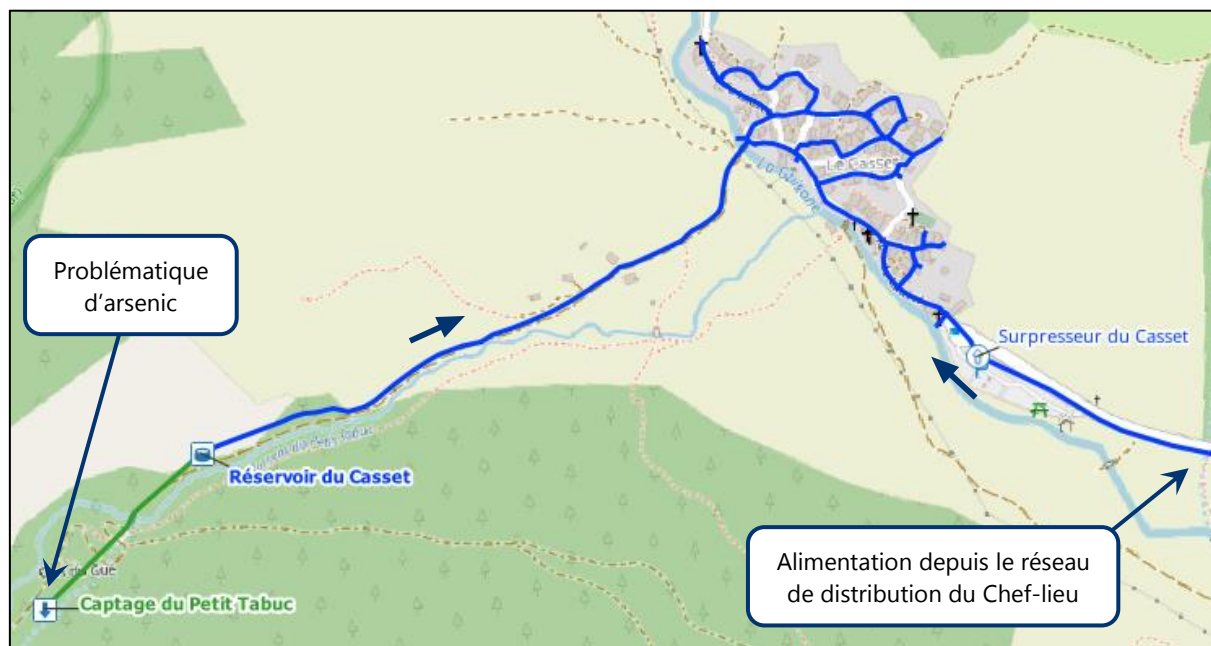 Le Casset
La Guisane
Problématique
d’arsenic
Surpresseur du Casset
Réservoir du Casset
Captage du Petit Tabuc
Alimentation depuis le réseau
de distribution du Chef-lieu